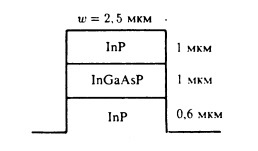 w = 2,5 мкм
InP 1 мкм
InGaAsP 1 мкм
InP 0,6 мкм